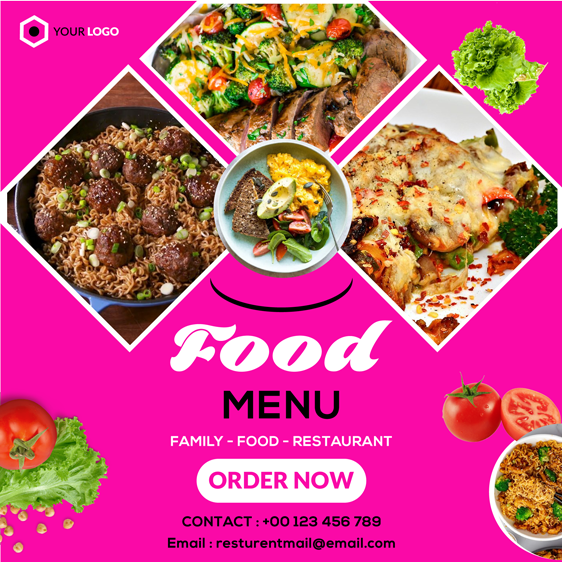 YOUR LOGO
Food
MENU
FAMILY - FOOD - RESTAURANT
ORDER NOW
CONTACT : +00 123 456 789
Email : resturentmail@email.com